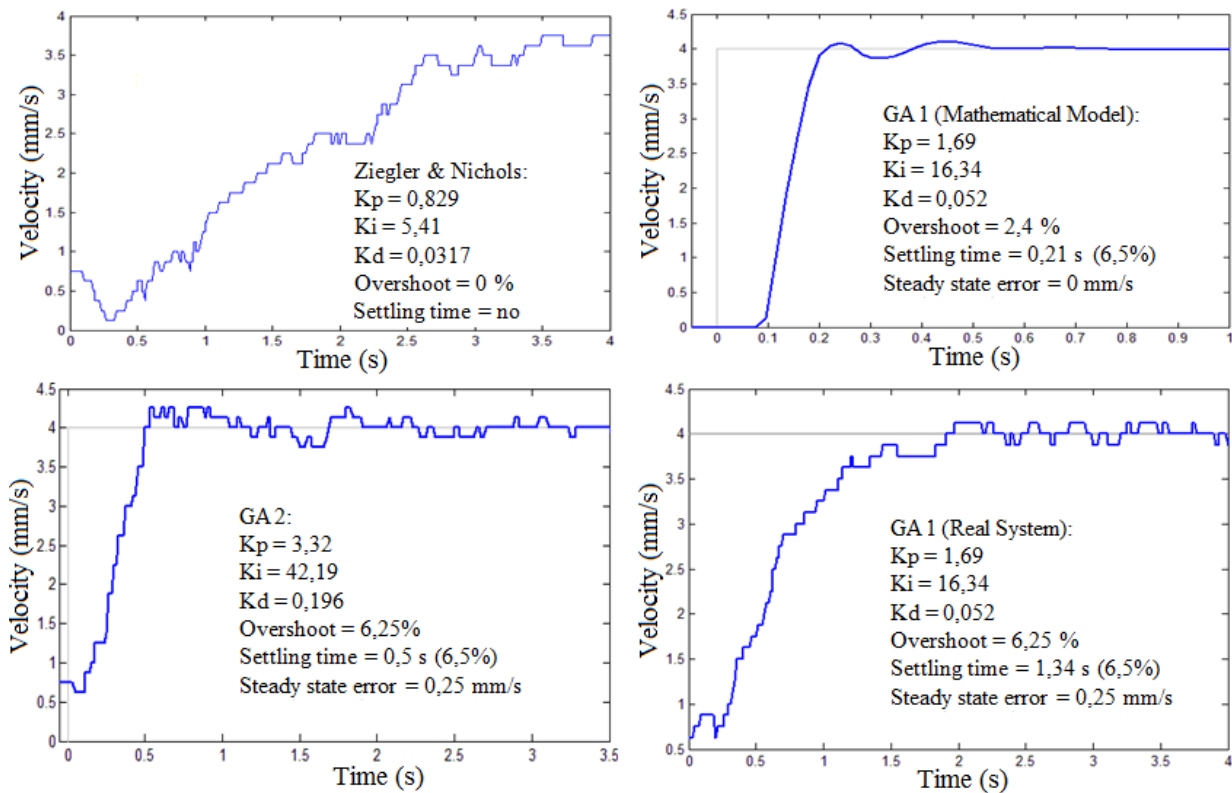 Velocity (mm/s)
4
3.5
3
2.5
2
1.5
1
0.5
0
Ziegler & Nichols:
Kp = 0,829
Ki = 5,41
Kd = 0,0317
Overshoot = 0 %
Settling time = no
0 0.5 1 1.5 2 2.5 3 3.5 4
Time (s)
Velocity (mm/s)
4.5
4
3.5
4
2.5
2
1.5
1
0.5
0
GA 1 (Mathematical Model):
Kp = 1,69
Ki = 16,34
Kd = 0,052
Overshoot = 2,4 %
Settling time = 0,21 s (6,5%)
Steady state error = 0 mm/s
0 0.1 0.2 0.3 0.4 0.5 0.6 0.7 0.8 0.9 1
Time (s)
Velocity (mm/s)
4.5
4
3.5
3
2.5
2
1.5
1
0.5
0
GA 2:
Kp = 3,32
Ki = 42,19
Kd = 0,196
Overshoot = 6,25%
Settling time = 0,5 s (6,5%)
Steady state error = 0,25 mm/s
0 0.5 1 1.5 2 2.5 3 3.5
Time (s)
Velocity (mm/s)
4.5
4
3.5
3
2.5
2
1.5
1
0.5
GA 1 (Real System):
Kp = 1,69
Ki = 16,34
Kd = 0,052
Overshoot = 6,25 %
Settling time = 1,34 s (6,5%)
Steady state error = 0,25 mm/s
0 0.5 1 1.5 2 2.5 3 3.5 4
Time (s)